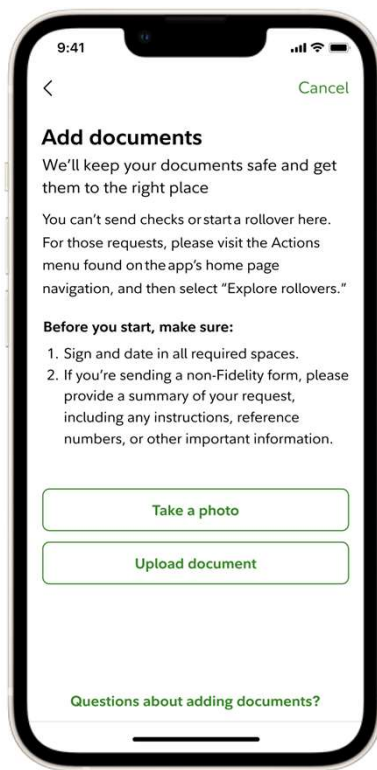 9:41
Cancel
Add documents
We’ll keep your documents safe and get
them to the right place
You can’t send checks or start a rollover here.
For those requests, please visit the Actions
menu found on the app’s home page
navigation, and then select “Explore rollovers.”
Before you start, make sure:
1. Sign and date in all required spaces.
2. If you’re sending a non-Fidelity form, please
provide a summary of your request,
including any instructions, reference
numbers, or other important information.
Take a photo
Upload document
Questions about adding documents?